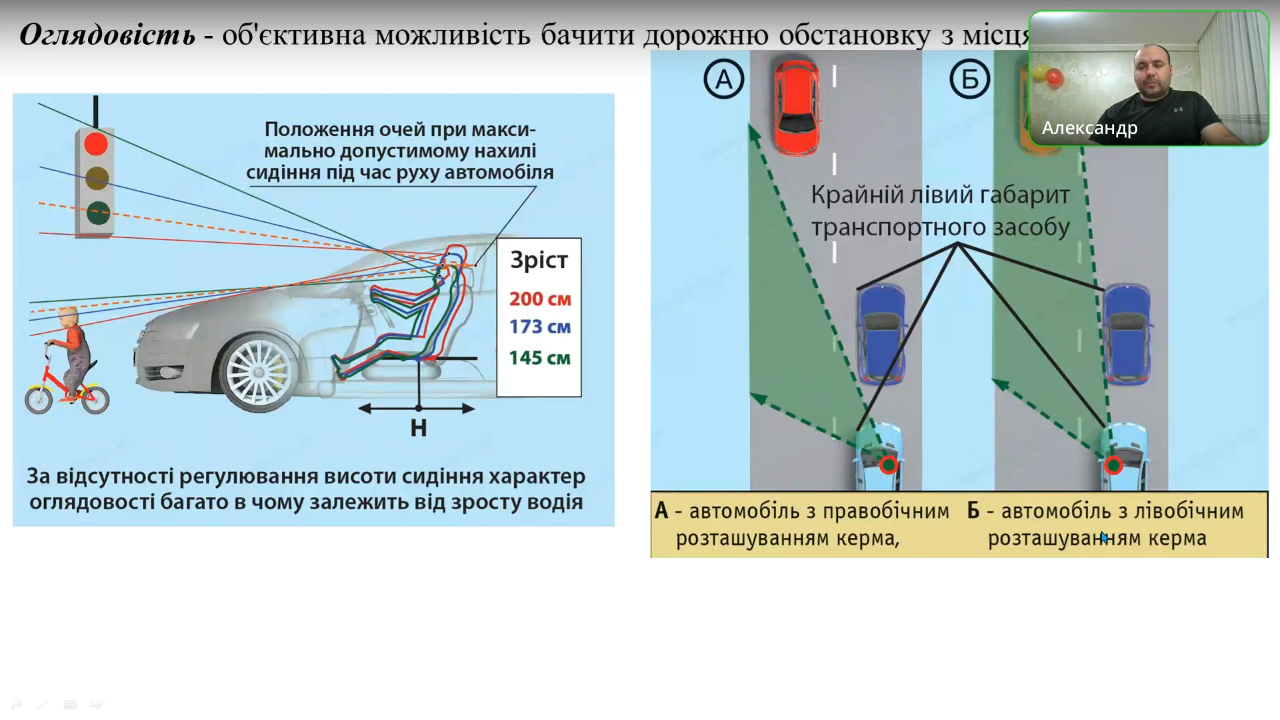 Оглядовість - об'єктивна можливість бачити дорожню обстановку з місця
Александр
Положення очей при макси-
мально допустимому нахилі
сидіння під час руху автомобіля
Зріст
200 см
173 см
145 см
Н
За відсутності регулювання висоти сидіння характер
оглядовості багато в чому залежить від зросту водія
А
Б
Крайній лівий габарит
транспортного засобу
А - автомобіль з правобічним
розташуванням керма,
Б - автомобіль з лівобічним
розташуванням керма